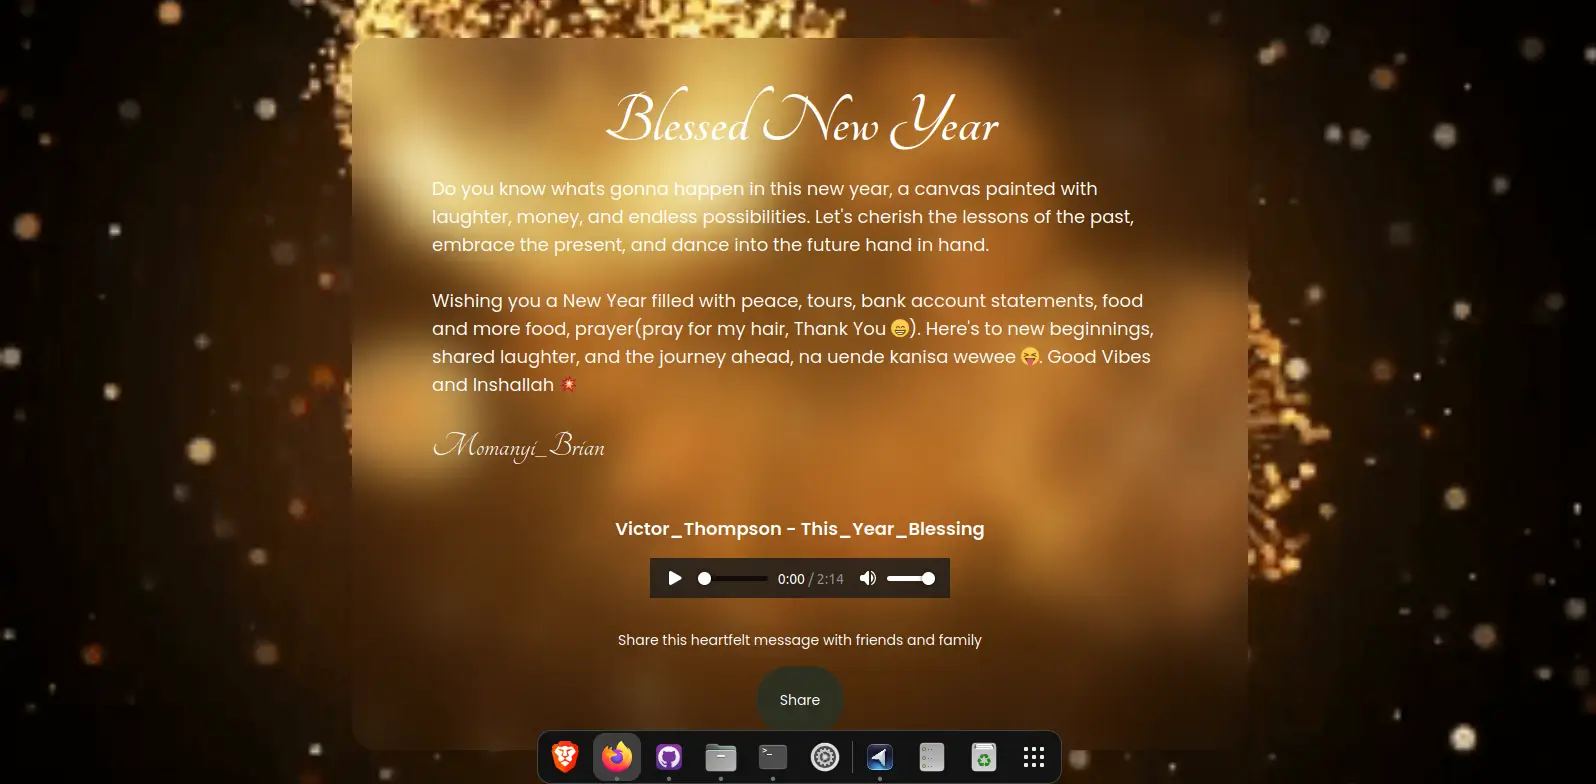 Blessed New Year
Do you know whats gonna happen in this new year, a canvas painted with
laughter, money, and endless possibilities. Let's cherish the lessons of the past,
embrace the present, and dance into the future hand in hand.
Wishing you a New Year filled with peace, tours, bank account statements, food
and more food, prayer(pray for my hair, Thank You 😁). Here's to new beginnings,
shared laughter, and the journey ahead, na uende kanisa wewee 😝. Good Vibes
and Inshallah 💥
Momanyi_Brian
Victor_Thompson - This_Year_Blessing
0:00 / 2:14
Share this heartfelt message with friends and family
Share